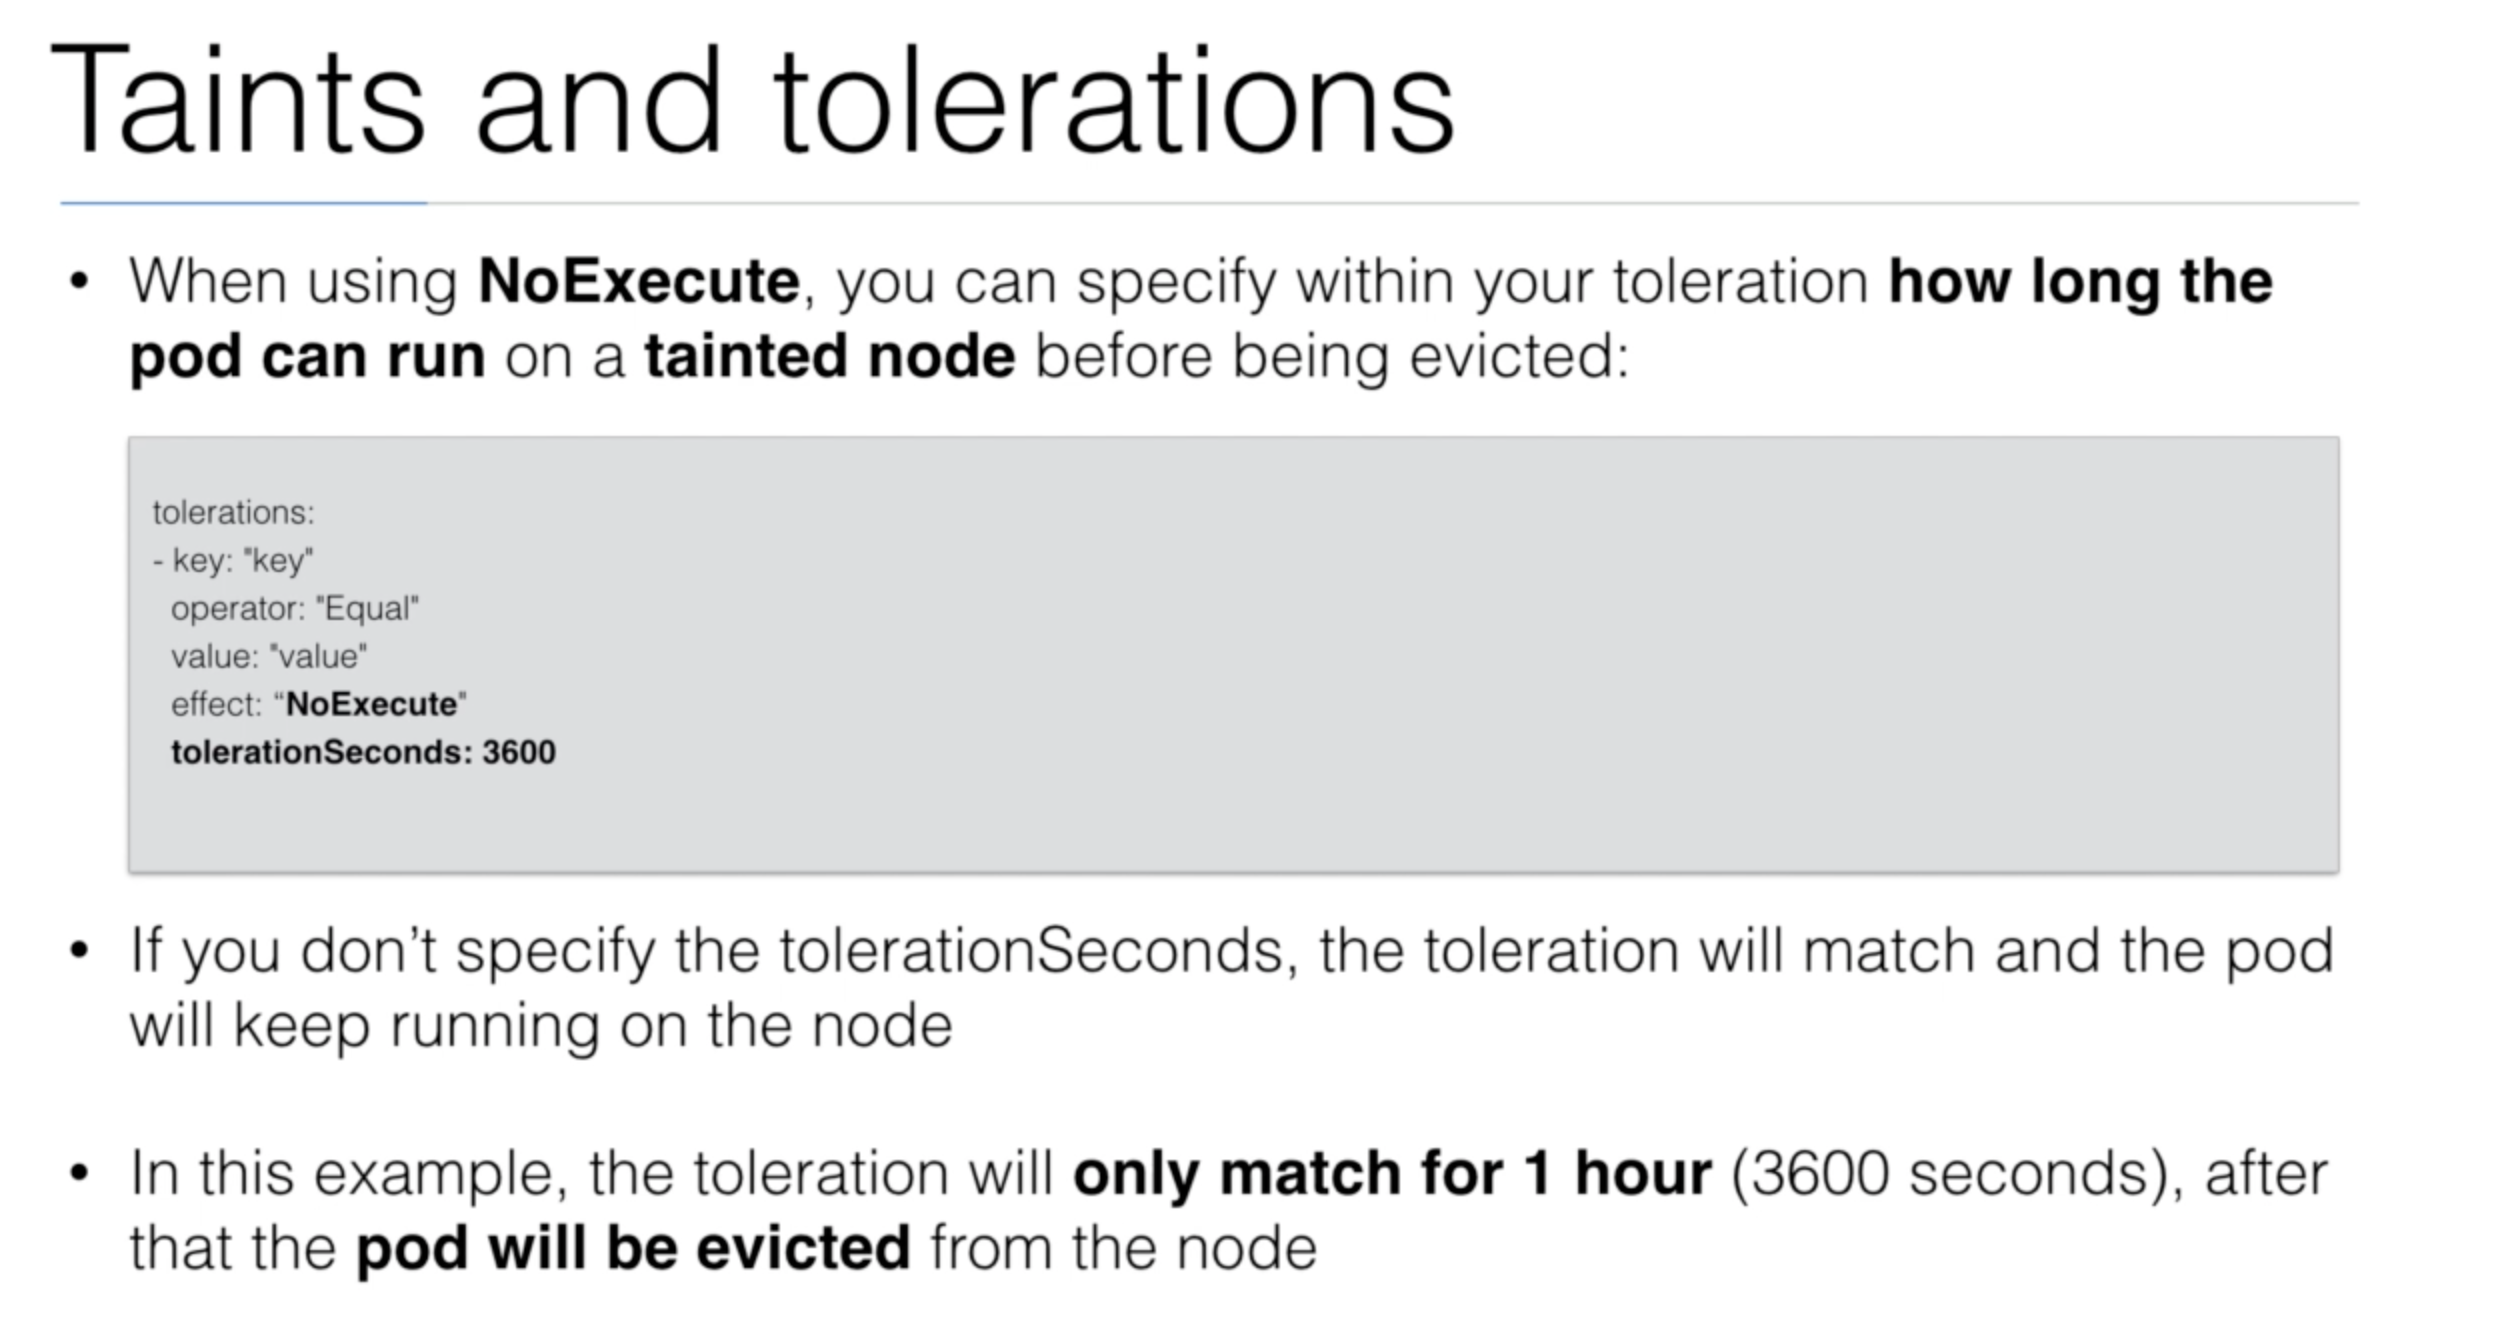 Taints and tolerations
• When using NoExecute, you can specify within your toleration how long the
pod can run on a tainted node before being evicted:
tolerations:
- key: "key"
operator: "Equal"
value: "value"
effect: “NoExecute"
tolerationSeconds: 3600
• If you don’t specify the tolerationSeconds, the toleration will match and the pod
will keep running on the node
• In this example, the toleration will only match for 1 hour (3600 seconds), after
that the pod will be evicted from the node